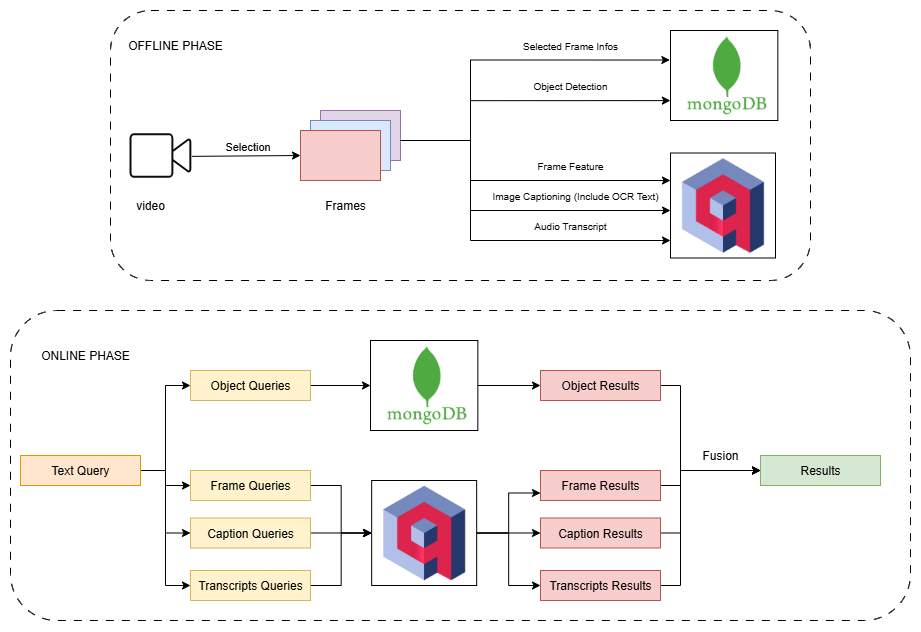 OFFLINE PHASE
Selected Frame Infos
Object Detection
mongoDB
Selection
Frame Feature
Image Captioning (Include OCR Text)
Audio Transcript
video
Frames
ONLINE PHASE
Object Queries
mongoDB
Object Results
Text Query
Fusion
Results
Frame Queries
Frame Results
Caption Queries
Caption Results
Transcripts Queries
Transcripts Results